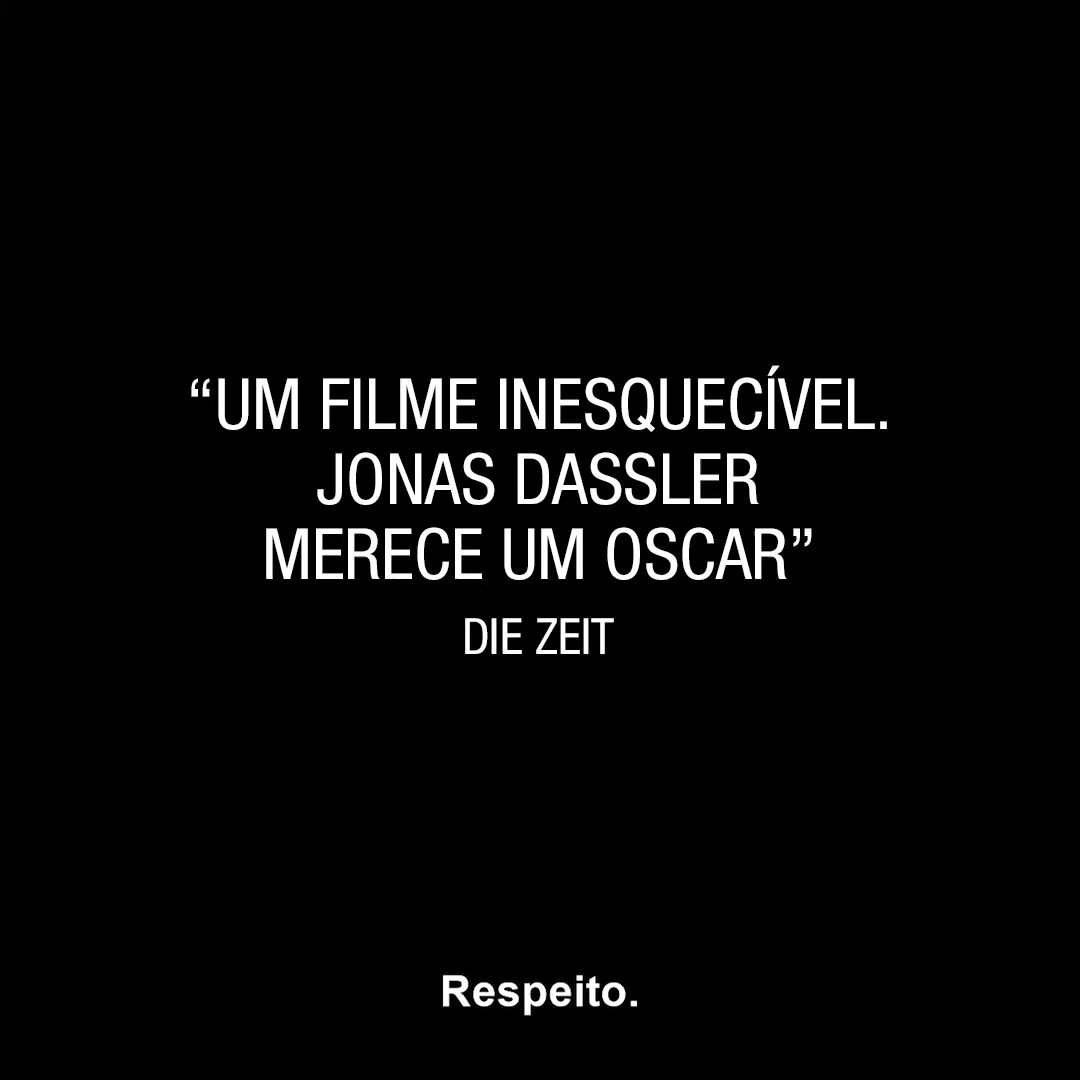 “UM FILME INESQUECÍVEL.
JONAS DASSLER
MERECE UM OSCAR”
DIE ZEIT
Respeito.